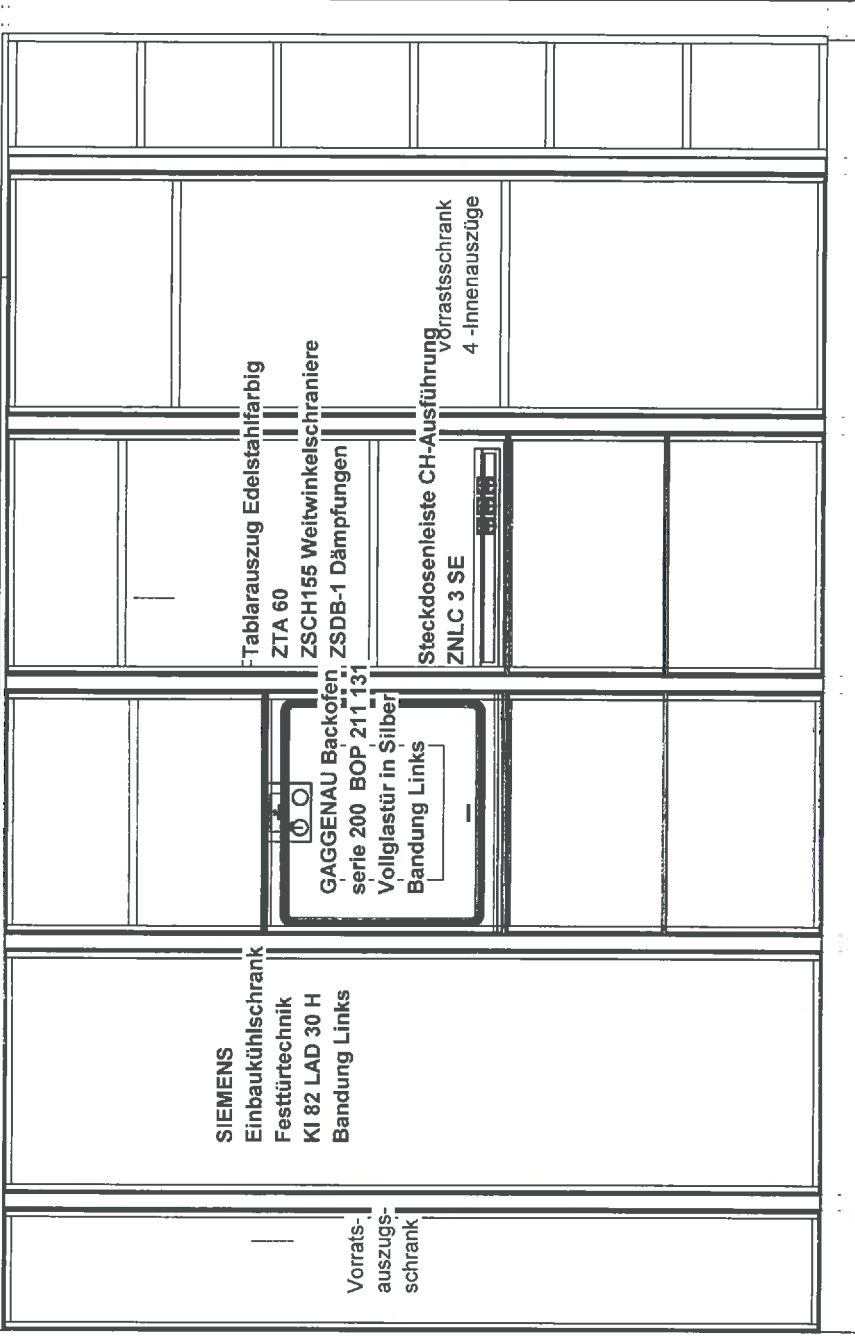 Vorrats-
auszugs-
schrank
SIEMENS
Einbaukühlschrank
Festtürtechnik
KI 82 LAD 30 H
Bandung Links
GAGGENAU Backofen
serie 200 BOP 211 131
Vollglastür in Silber
Bandung Links
Tablarauszug Edelstahlfarbig
ZTA 60
ZSCH155 Weitwinkelschraniere
ZSDB-1 Dämpfungen
Steckdosenleiste CH-Ausführung
ZNLC 3 SE
Vorrastsschrank
4 -Innenauszüge